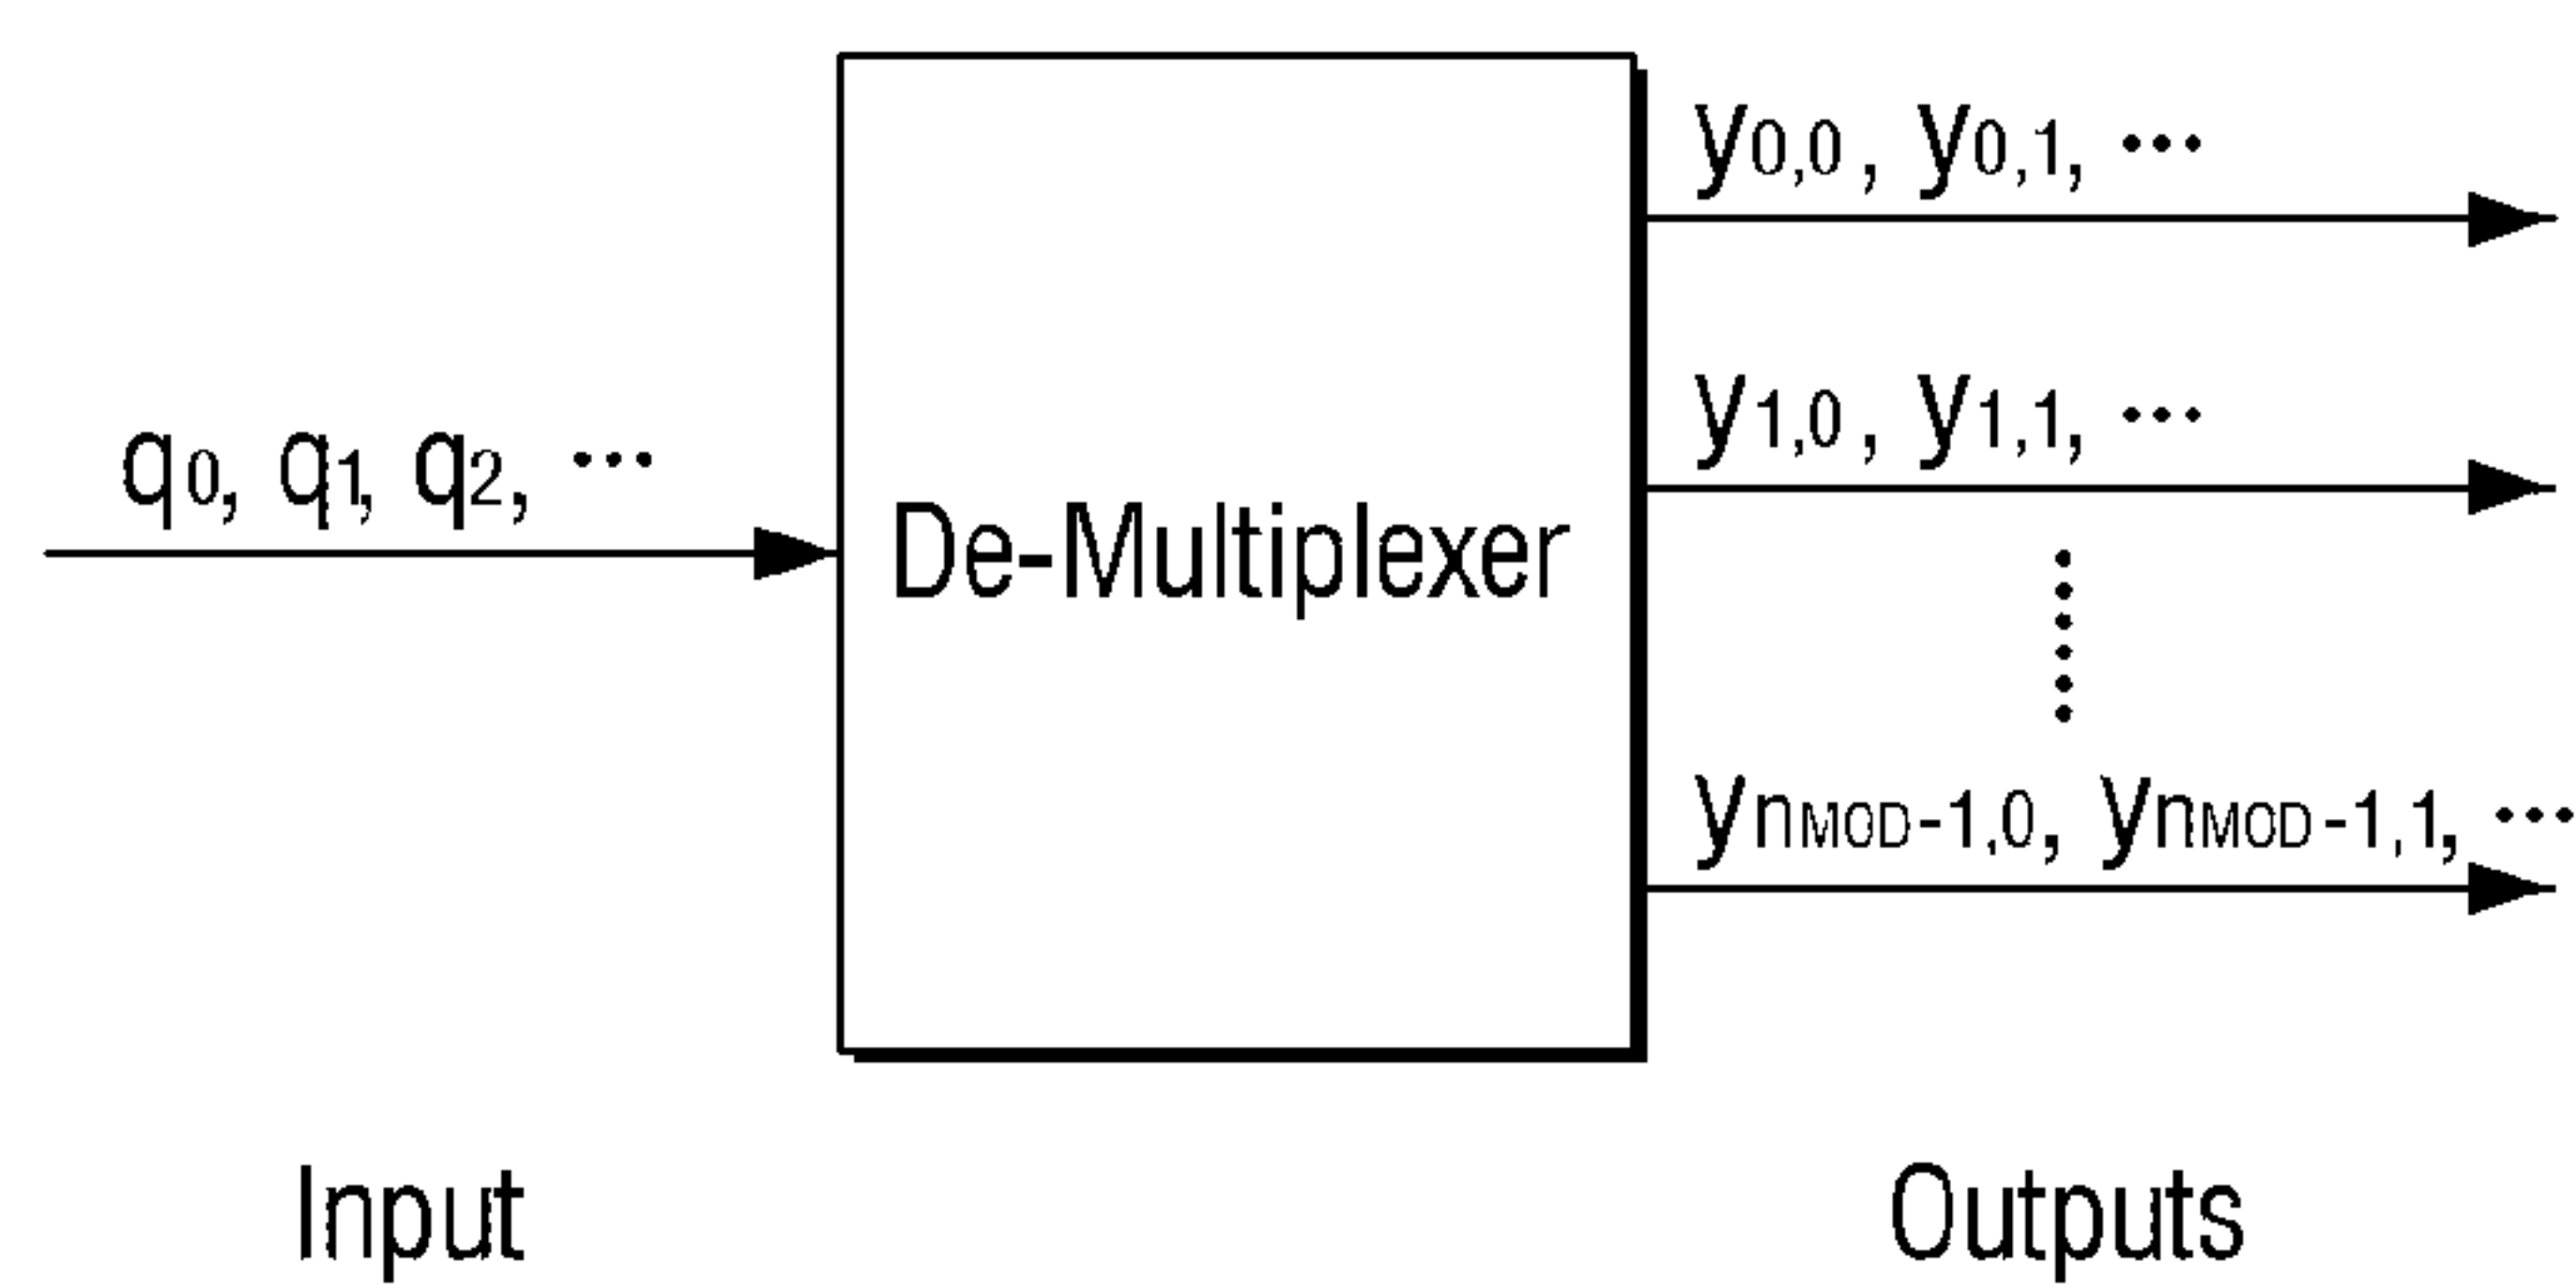 y0,0, y0,1, ···
y1,0, y1,1, ···
q0, q1, q2, ···
De-Multiplexer
ynMOD-1,0, ynMOD-1,1, ···
Input
Outputs